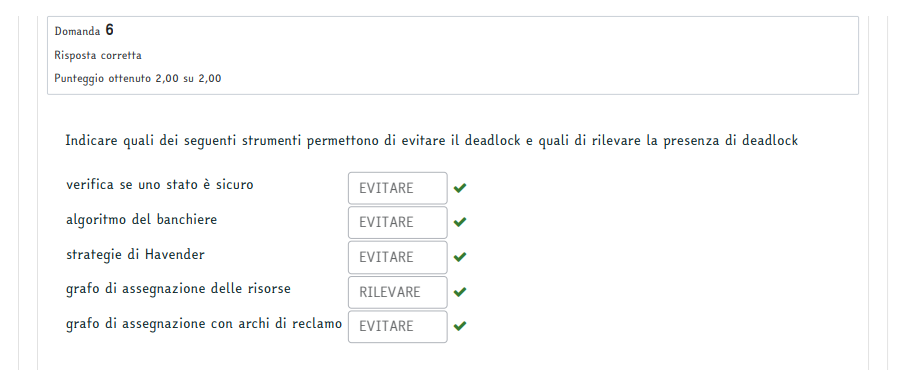 Domanda 6
Risposta corretta
Punteggio ottenuto 2,00 su 2,00
Indicare quali dei seguenti strumenti permettono di evitare il deadlock e quali di rilevare la presenza di deadlock
verifica se uno stato è sicuro EVITARE
algoritmo del banchiere EVITARE
strategie di Havender EVITARE
grafo di assegnazione delle risorse RILEVARE
grafo di assegnazione con archi di reclamo EVITARE